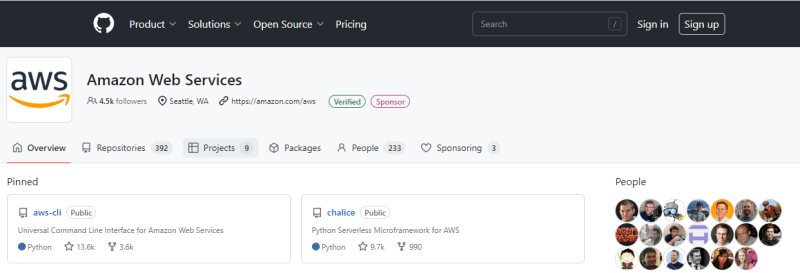 Product Solutions Open Source Pricing Search / Sign in Sign up
aws
Amazon Web Services
4.5k followers Seattle, WA https://amazon.com/aws Verified Sponsor
Overview Repositories 392 Projects 9 Packages People 233 Sponsoring 3
Pinned
People
aws-cli Public
Universal Command Line Interface for Amazon Web Services
Python 13.6k 3.6k
chalice Public
Python Serverless Microframework for AWS
Python 9.7k 990